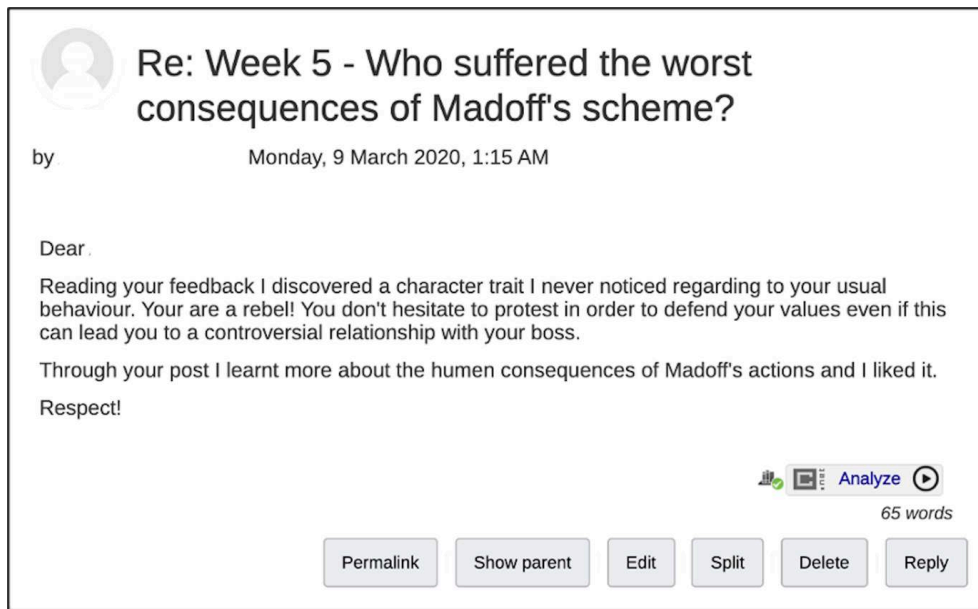 Re: Week 5 - Who suffered the worst
consequences of Madoff's scheme?
by
Monday, 9 March 2020, 1:15 AM
Dear
Reading your feedback I discovered a character trait I never noticed regarding to your usual
behaviour. Your are a rebel! You don't hesitate to protest in order to defend your values even if this
can lead you to a controversial relationship with your boss.
Through your post I learnt more about the humen consequences of Madoff's actions and I liked it.
Respect!
Analyze
65 words
Permalink Show parent Edit Split Delete Reply